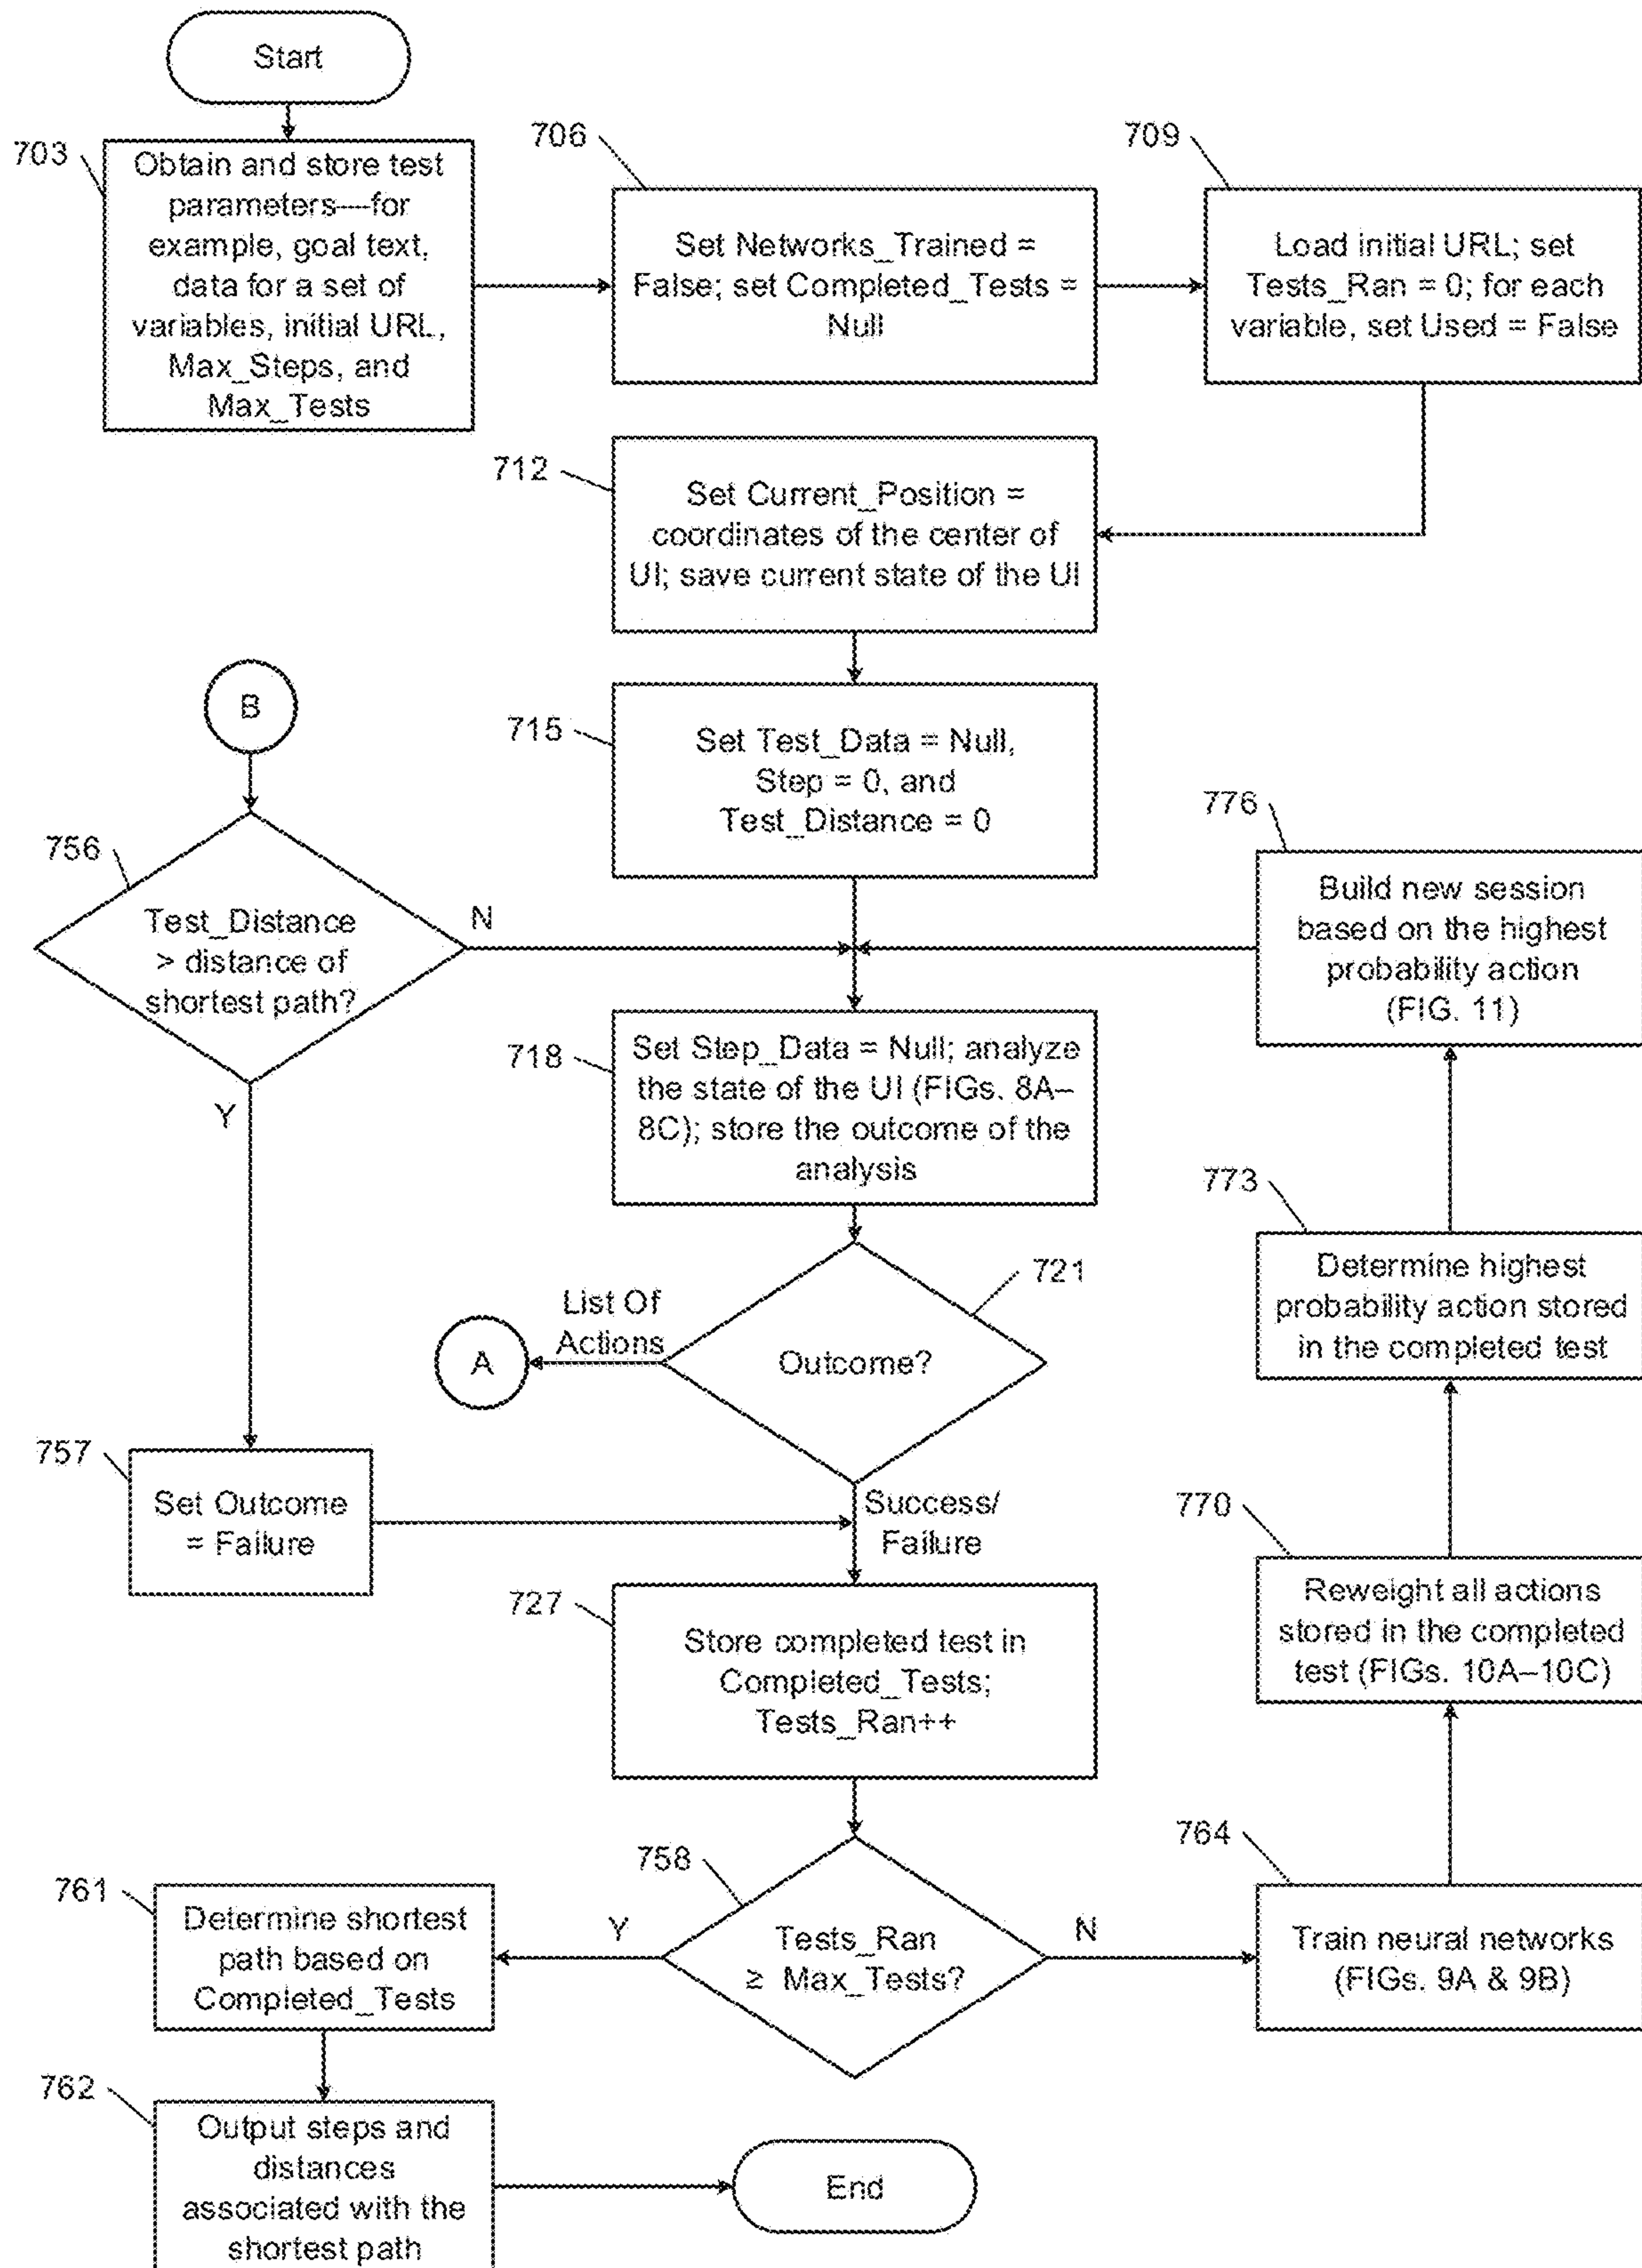 Start
703
Obtain and store test
parameters—for
example, goal text,
data for a set of
variables, initial URL,
Max_Steps, and
Max_Tests
706
Set Networks_Trained =
False; set Completed_Tests =
Null
709
Load initial URL; set
Tests_Ran = 0; for each
variable, set Used = False
712
Set Current_Position =
coordinates of the center of
UI; save current state of the UI
B
715
Set Test_Data = Null,
Step = 0, and
Test_Distance = 0
756
Test_Distance
> distance of
shortest path?
N
Y
776
Build new session
based on the highest
probability action
(FIG. 11)
718
Set Step_Data = Null; analyze
the state of the UI (FIGs. 8A–
8C); store the outcome of the
analysis
773
Determine highest
probability action stored
in the completed test
721
Outcome?
List Of
Actions
A
Success/
Failure
757
Set Outcome
= Failure
770
Reweight all actions
stored in the completed
test (FIGs. 10A–10C)
727
Store completed test in
Completed_Tests;
Tests_Ran++
758
Tests_Ran
≥ Max_Tests?
Y
N
764
Train neural networks
(FIGs. 9A & 9B)
761
Determine shortest
path based on
Completed_Tests
762
Output steps and
distances
associated with the
shortest path
End